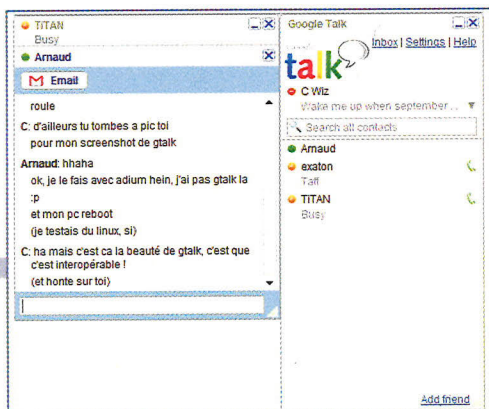 TiTAN
Busy
Arnaud
Email
roule
C: d'ailleurs tu tombes a pic toi
pour mon screenshot de gtalk
Arnaud: hhaha
ok, je le fais avec adium hein, j'ai pas gtalk la
:p
et mon pc reboot
(je testais du linux, si)
C: ha mais c'est ca la beauté de gtalk, c'est que
c'est interopérable !
(et honte sur toi)
Google Talk
Inbox | Settings | Help
talk
C Wiz
Wake me up when september ...
Search all contacts
Arnaud
exaton
Taff
TiTAN
Busy
Add friend